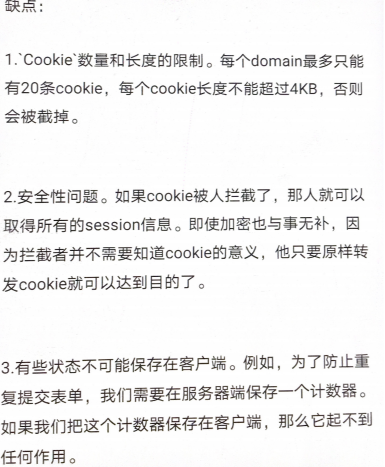 缺点：
1.`Cookie`数量和长度的限制。每个domain最多只能
有20条cookie，每个cookie长度不能超过4KB，否则
会被截掉。
2.安全性问题。如果cookie被人拦截了，那人就可以
取得所有的session信息。即使加密也与事无补，因
为拦截者并不需要知道cookie的意义，他只要原样转
发cookie就可以达到目的了。
3.有些状态不可能保存在客户端。例如，为了防止重
复提交表单，我们需要在服务器端保存一个计数器。
如果我们把这个计数器保存在客户端，那么它起不到
任何作用。